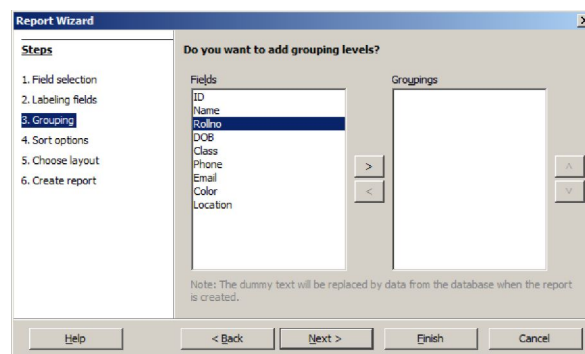 Report Wizard
Steps
1. Field selection
2. Labeling fields
3. Grouping
4. Sort options
5. Choose layout
6. Create report
Do you want to add grouping levels?
Fields
ID
Name
Rollno
DOB
Class
Phone
Email
Color
Location
>
<
Groupings
^
v
Note: The dummy text will be replaced by data from the database when the report
is created.
Help
< Back
Next >
Finish
Cancel